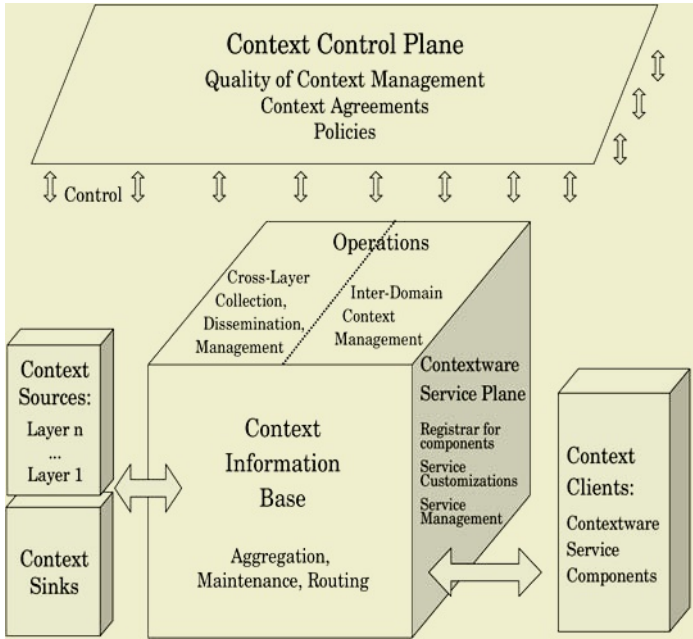 Context Control Plane
Quality of Context Management
Context Agreements
Policies
Control
Operations
Cross-Layer
Collection,
Dissemination,
Management
Inter-Domain
Context
Management
Context
Sources:
Layer n
...
Layer 1
Context
Sinks
Context
Information
Base
Aggregation,
Maintenance, Routing
Contextware
Service Plane
Registrar for
components
Service
Customizations
Service
Management
Context
Clients:
Contextware
Service
Components